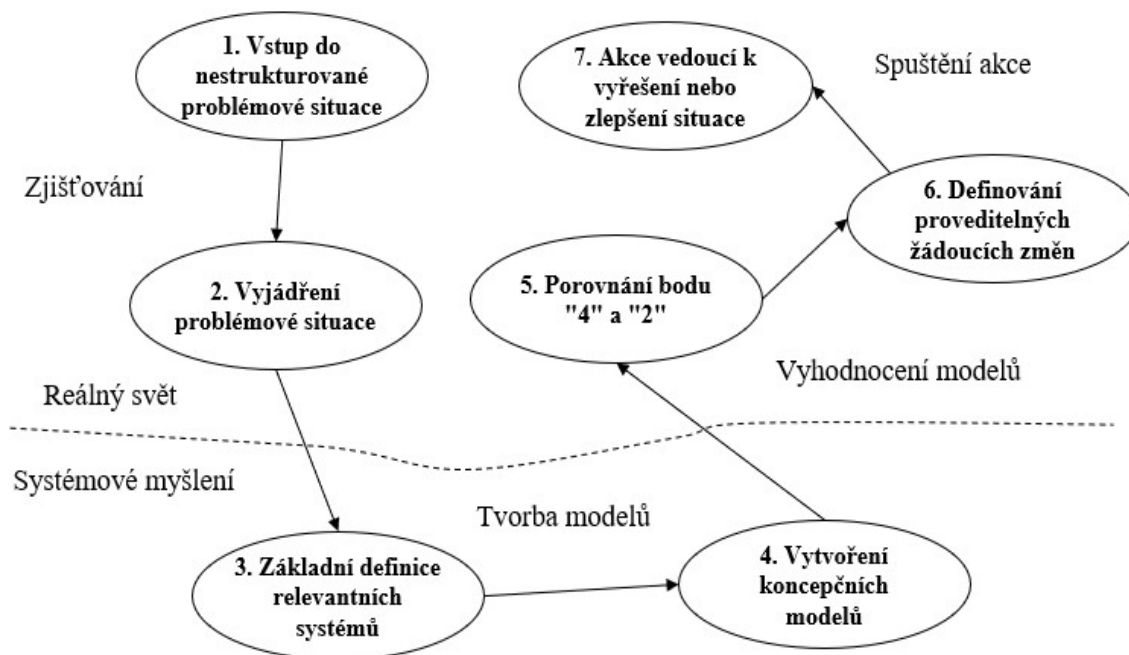 1. Vstup do
nestrukturované
problémové situace
7. Akce vedoucí k
vyřešení nebo
zlepšení situace
Spuštění akce
Zjišťování
6. Definování
proveditelných
žádoucích změn
2. Vyjádření
problémové situace
5. Porovnání bodu
"4" a "2"
Vyhodnocení modelů
Reálný svět
Systémové myšlení
Tvorba modelů
3. Základní definice
relevantních
systémů
4. Vytvoření
koncepčních
modelů